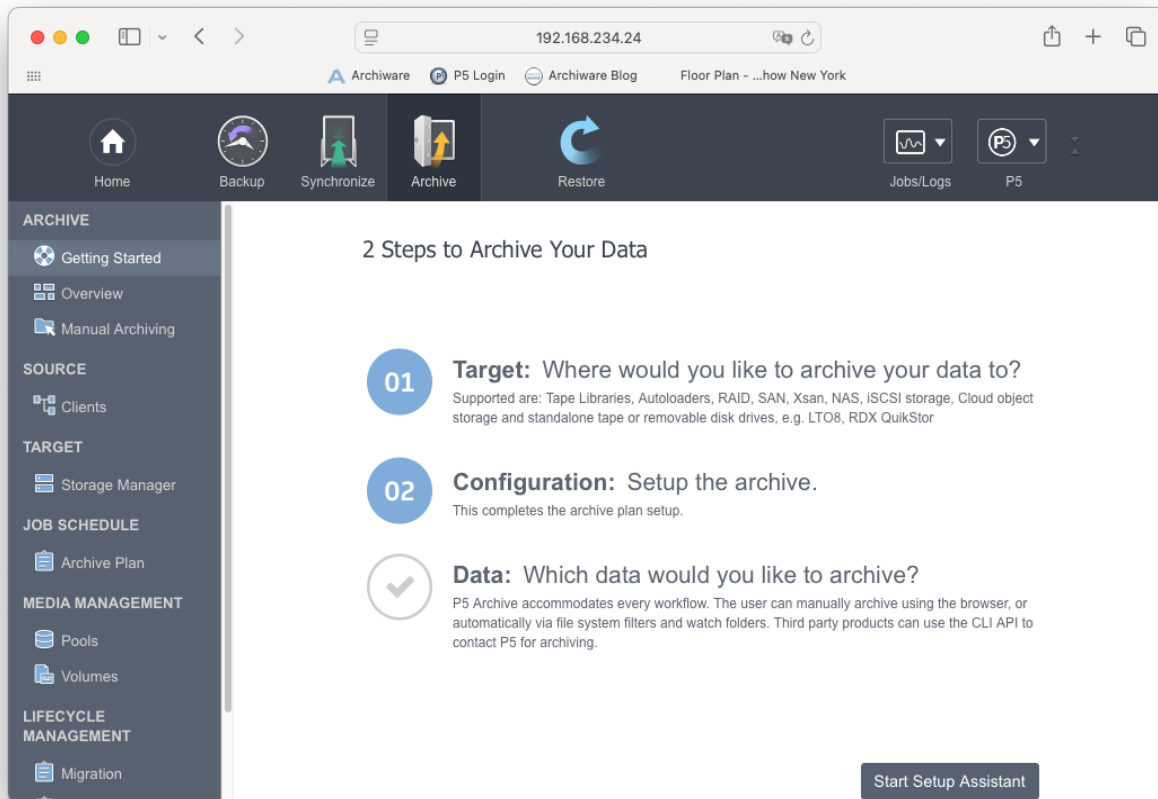 192.168.234.24
Archiware P5 Login Archiware Blog Floor Plan - ...how New York
Home Backup Synchronize Archive Restore Jobs/Logs P5 P5
ARCHIVE
Getting Started
Overview
Manual Archiving
SOURCE
Clients
TARGET
Storage Manager
JOB SCHEDULE
Archive Plan
MEDIA MANAGEMENT
Pools
Volumes
LIFECYCLE
MANAGEMENT
Migration
2 Steps to Archive Your Data
01
Target: Where would you like to archive your data to?
Supported are: Tape Libraries, Autoloaders, RAID, SAN, Xsan, NAS, iSCSI storage, Cloud object
storage and standalone tape or removable disk drives, e.g. LTO8, RDX QuikStor
02
Configuration: Setup the archive.
This completes the archive plan setup.
Data: Which data would you like to archive?
P5 Archive accommodates every workflow. The user can manually archive using the browser, or
automatically via file system filters and watch folders. Third party products can use the CLI API to
contact P5 for archiving.
Start Setup Assistant